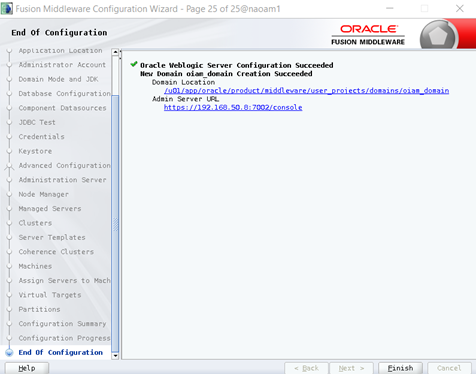 Fusion Middleware Configuration Wizard - Page 25 of 25@naoam1
End Of Configuration
ORACLE
FUSION MIDDLEWARE
Application Location
Administrator Account
Domain Mode and JDK
Database Configuration
Component Datasources
JDBC Test
Credentials
Keystore
Advanced Configuration
Administration Server
Node Manager
Managed Servers
Clusters
Server Templates
Coherence Clusters
Machines
Assign Servers to Mach
Virtual Targets
Partitions
Configuration Summary
Configuration Progress
End Of Configuration
Oracle Weblogic Server Configuration Succeeded
New Domain oiam_domain Creation Succeeded
Domain Location
/u01/app/oracle/product/middleware/user_projects/domains/oiam_domain
Admin Server URL
https://192.168.50.8:7002/console
Help
< Back
Next >
Finish
Cancel